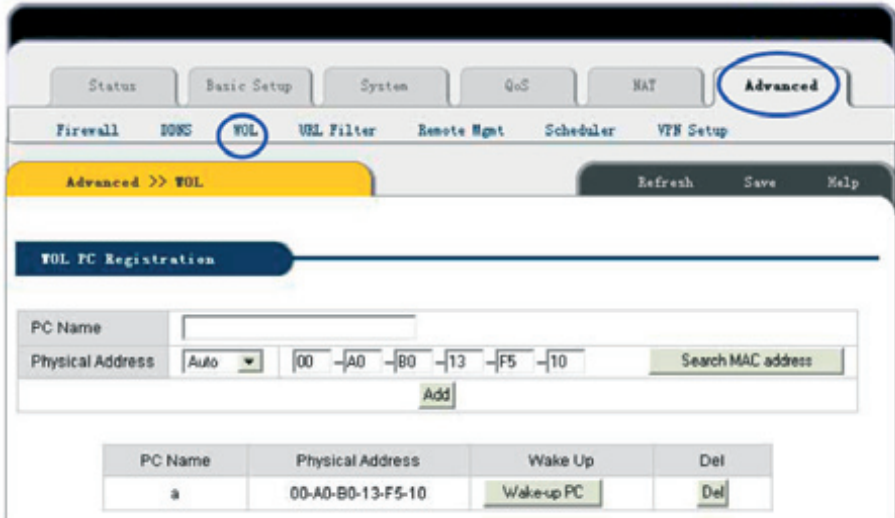 Status Basic Setup System QoS NAT Advanced
Firewall DDNS WOL URL Filter Remote Mgnt Scheduler VPN Setup
Advanced >> WOL Refresh Save Help
WOL PC Registration
PC Name
Physical Address Auto 00 -A0 -B0 -13 -F5 -10 Search MAC address
Add
PC Name Physical Address Wake Up Del
a 00-A0-B0-13-F5-10 Wake-up PC Del